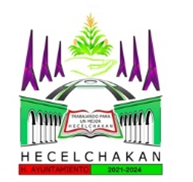 TRABAJANDO PARA
UN MEJOR
HECELCHAKAN
HECELCHAKAN
H. AYUNTAMIENTO 2021-2024